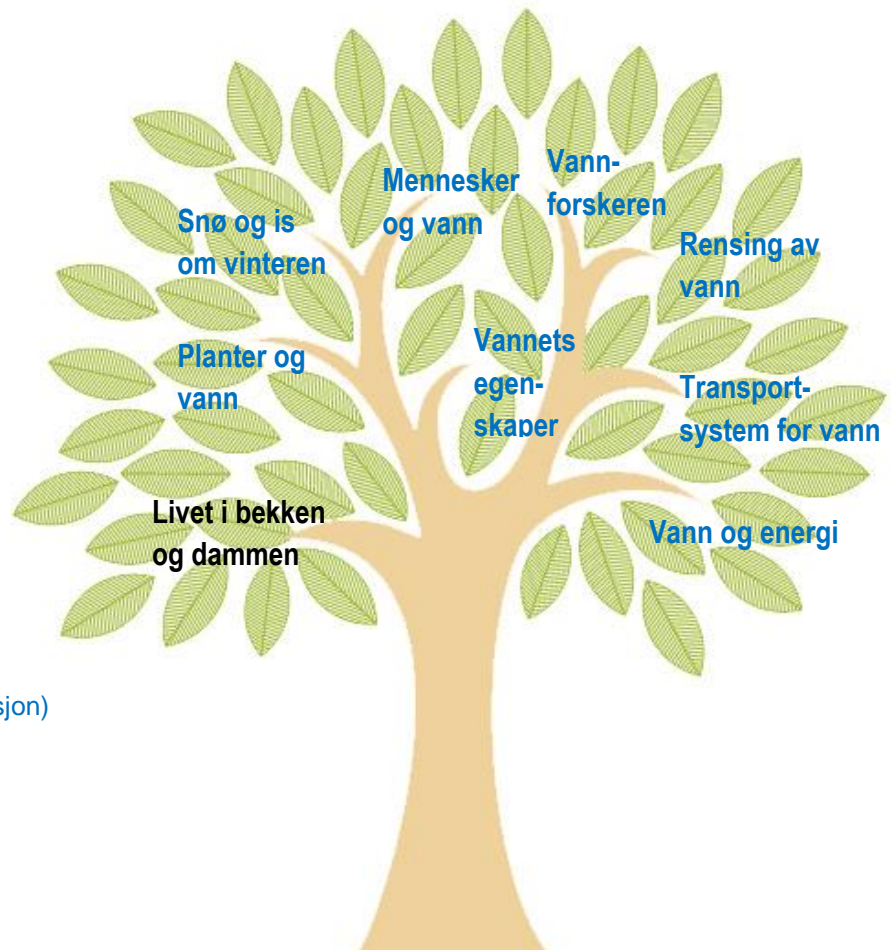 Mennesker
og vann
Vann-
forskeren
Snø og is
om vinteren
Rensing av
vann
Planter og
vann
Vannets
egen-
skaper
Transport-
system for vann
Livet i bekken
og dammen
Vann og energi
sjon)